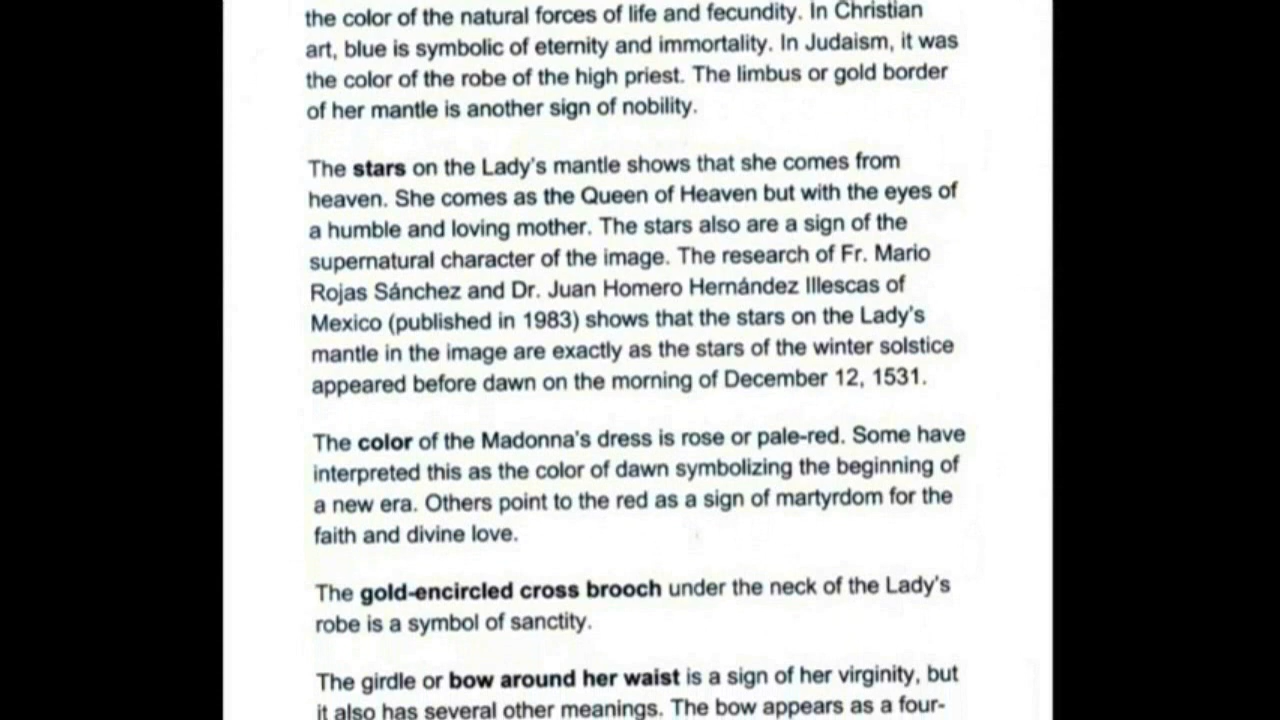 the color of the natural forces of life and fecundity. In Christian
art, blue is symbolic of eternity and immortality. In Judaism, it was
the color of the robe of the high priest. The limbus or gold border
of her mantle is another sign of nobility.
The stars on the Lady's mantle shows that she comes from
heaven. She comes as the Queen of Heaven but with the eyes of
a humble and loving mother. The stars also are a sign of the
supernatural character of the image. The research of Fr. Mario
Rojas Sánchez and Dr. Juan Homero Hernández Illescas of
Mexico (published in 1983) shows that the stars on the Lady's
mantle in the image are exactly as the stars of the winter solstice
appeared before dawn on the morning of December 12, 1531.
The color of the Madonna's dress is rose or pale-red. Some have
interpreted this as the color of dawn symbolizing the beginning of
a new era. Others point to the red as a sign of martyrdom for the
faith and divine love.
The gold-encircled cross brooch under the neck of the Lady's
robe is a symbol of sanctity.
The girdle or bow around her waist is a sign of her virginity, but
it also has several other meanings. The bow appears as a four-